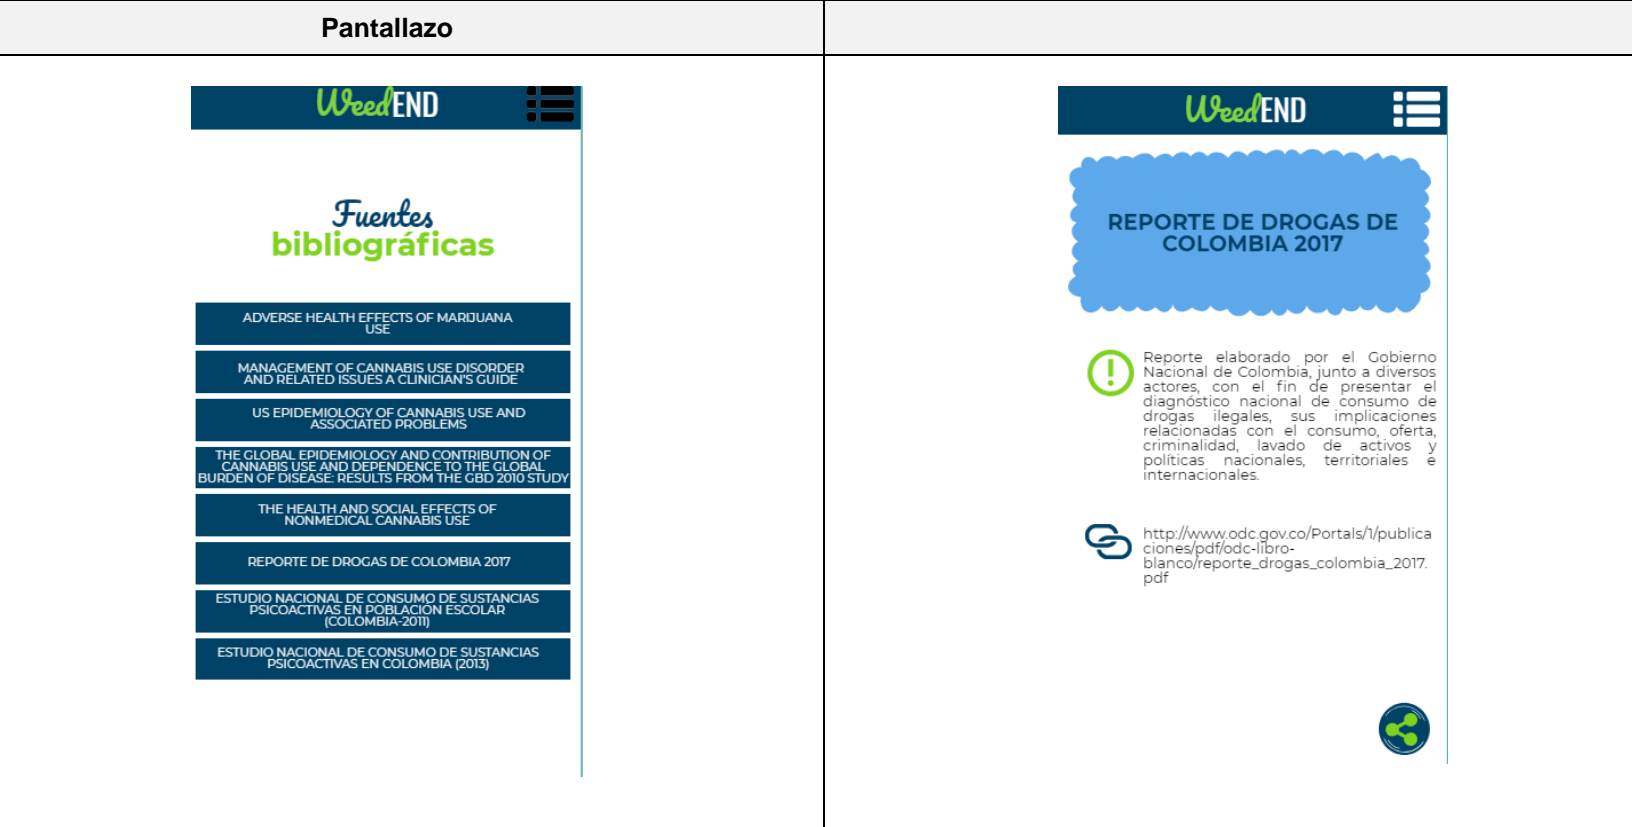 Pantallazo
WeedEND
Fuentes
bibliográficas
ADVERSE HEALTH EFFECTS OF MARIJUANA
USE
MANAGEMENT OF CANNABIS USE DISORDER
AND RELATED ISSUES A CLINICIAN'S GUIDE
US EPIDEMIOLOGY OF CANNABIS USE AND
ASSOCIATED PROBLEMS
THE GLOBAL EPIDEMIOLOGY AND CONTRIBUTION OF
CANNABIS USE AND DEPENDENCE TO THE GLOBAL
BURDEN OF DISEASE: RESULTS FROM THE GBD 2010 STUDY
THE HEALTH AND SOCIAL EFFECTS OF
NONMEDICAL CANNABIS USE
REPORTE DE DROGAS DE COLOMBIA 2017
ESTUDIO NACIONAL DE CONSUMO DE SUSTANCIAS
PSICOACTIVAS EN POBLACIÓN ESCOLAR
(COLOMBIA-2011)
ESTUDIO NACIONAL DE CONSUMO DE SUSTANCIAS
PSICOACTIVAS EN COLOMBIA (2013)
WeedEND
REPORTE DE DROGAS DE
COLOMBIA 2017
Reporte elaborado por el Gobierno
Nacional de Colombia, junto a diversos
actores, con el fin de presentar el
diagnóstico nacional de consumo de
drogas ilegales, sus implicaciones
relacionadas con el consumo, oferta,
criminalidad, lavado de activos y
políticas nacionales, territoriales e
internacionales.
http://www.odc.gov.co/Portals/1/publica
ciones/pdf/odc-libro-
blanco/reporte_drogas_colombia_2017.
pdf